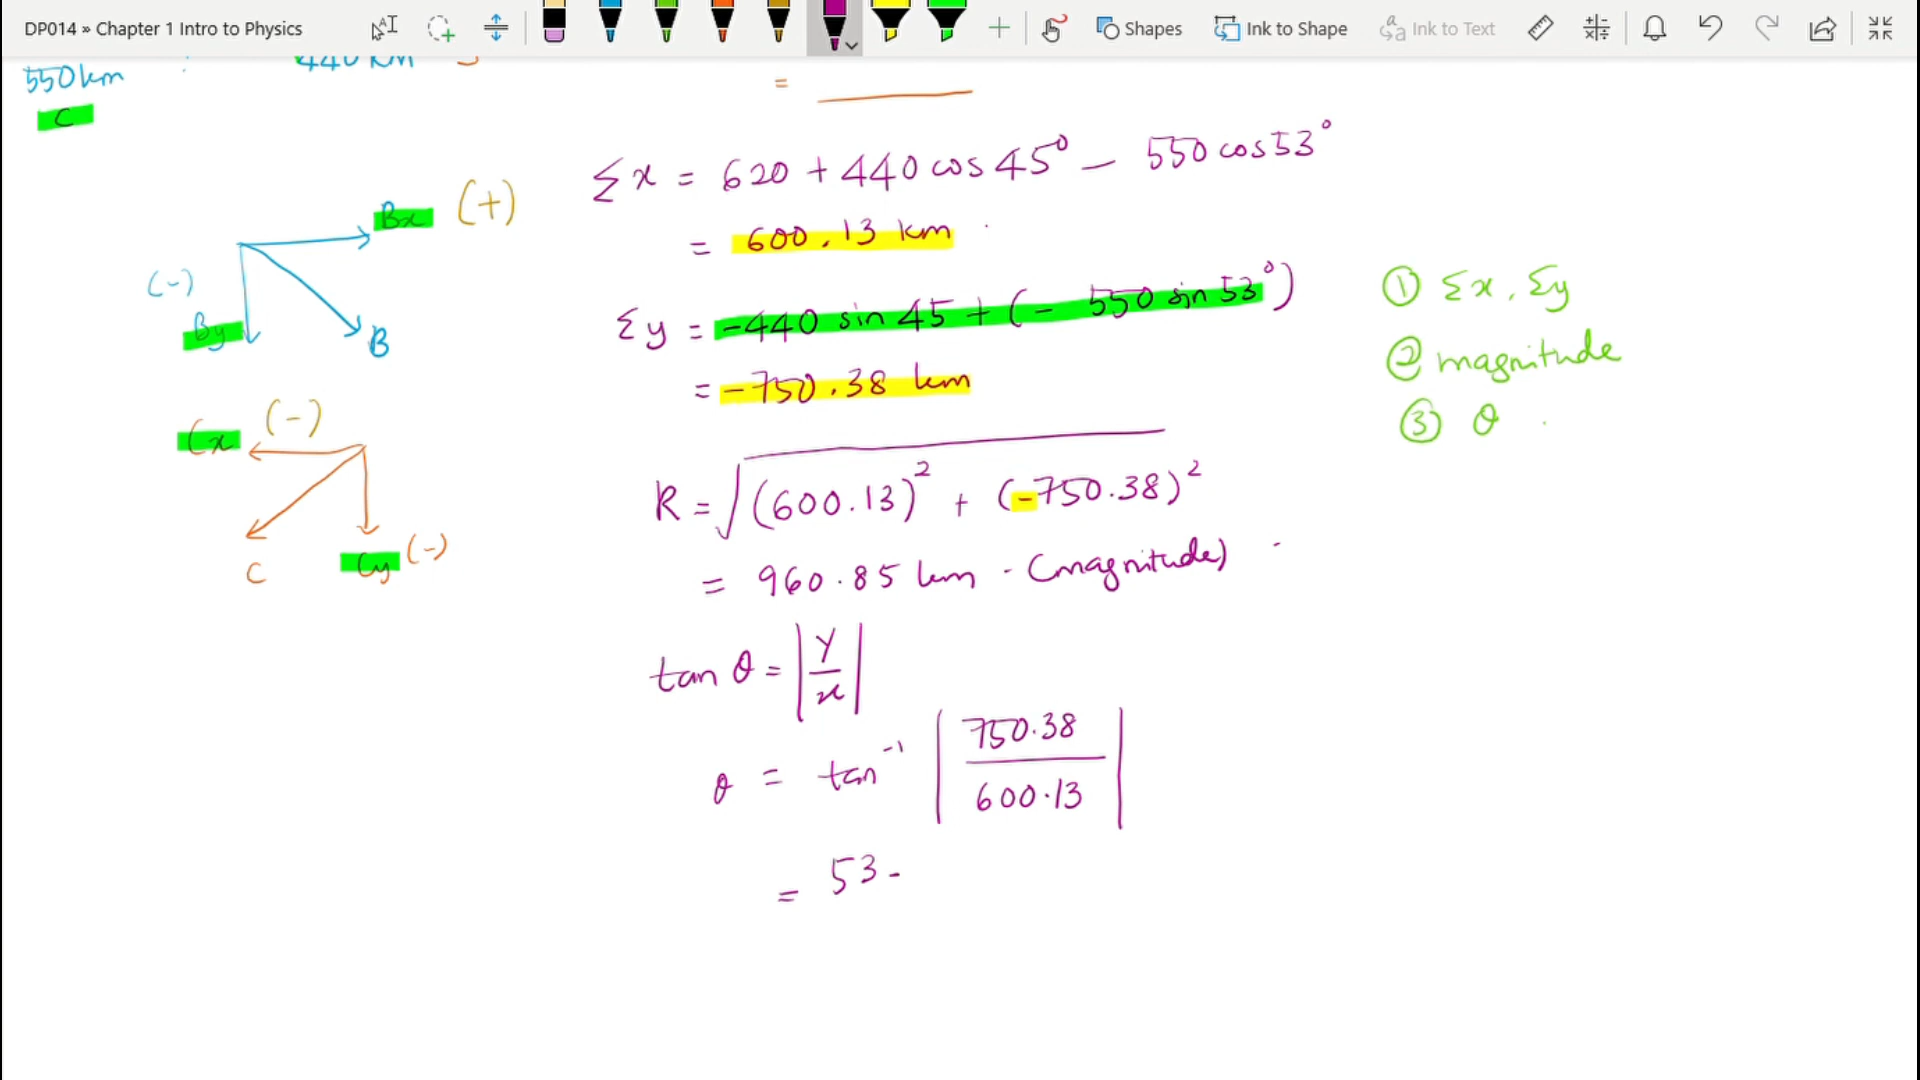 DP014 » Chapter 1 Intro to Physics
Shapes
Ink to Shape
Ink to Text
550km
440 km
C
=
Σx = 620 + 440 cos 45° - 550 cos 53°
= 600.13 km
Σy = -440 sin 45 + (- 550 sin 53°)
= -750.38 km
R = √(600.13)² + (-750.38)²
= 960.85 km - (magnitude)
tan θ = |y/x|
θ = tan⁻¹ |750.38/600.13|
= 53.
Bx (+)
(-)
By
B
Cx (-)
C
Cy (-)
① Σx, Σy
② magnitude
③ θ